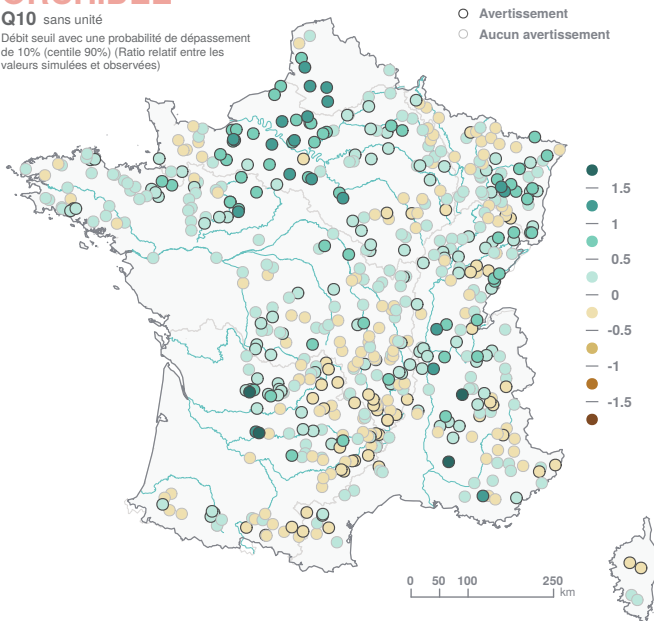 ORCHIDEE
Q10 sans unité
Débit seuil avec une probabilité de dépassement
de 10% (centile 90%) (Ratio relatif entre les
valeurs simulées et observées)
Avertissement
Aucun avertissement
1.5
1
0.5
0
-0.5
-1
-1.5
0 50 100 250
km